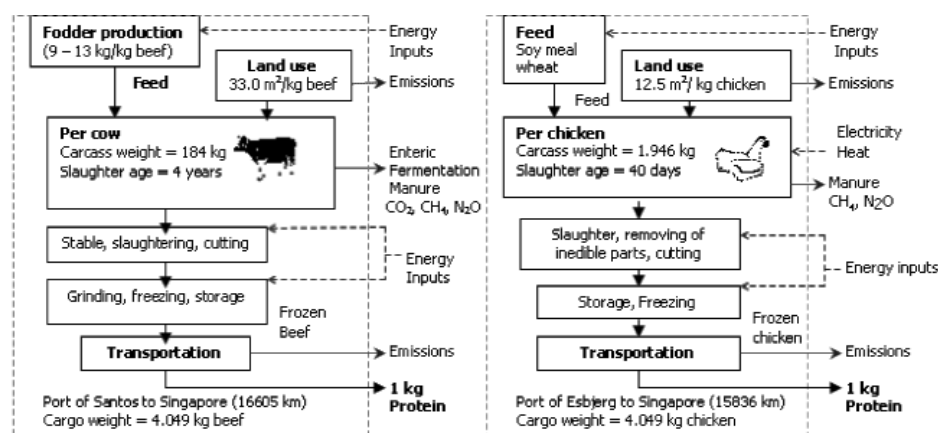 Fodder production
(9 – 13 kg/kg beef)
Energy
Inputs
Land use
33.0 m²/kg beef
Emissions
Feed
Per cow
Carcass weight = 184 kg
Slaughter age = 4 years
Enteric
Fermentation
Manure
CO₂, CH₄, N₂O
Stable, slaughtering, cutting
Energy
Inputs
Grinding, freezing, storage
Frozen
Beef
Transportation
Emissions
1 kg
Protein
Port of Santos to Singapore (16605 km)
Cargo weight = 4.049 kg beef
Feed
Soy meal
wheat
Energy
Inputs
Land use
12.5 m²/ kg chicken
Emissions
Feed
Per chicken
Carcass weight = 1.946 kg
Slaughter age = 40 days
Electricity
Heat
Manure
CH₄, N₂O
Slaughter, removing of
inedible parts, cutting
Energy inputs
Storage, Freezing
Frozen
chicken
Transportation
Emissions
1 kg
Protein
Port of Esbjerg to Singapore (15836 km)
Cargo weight = 4.049 kg chicken